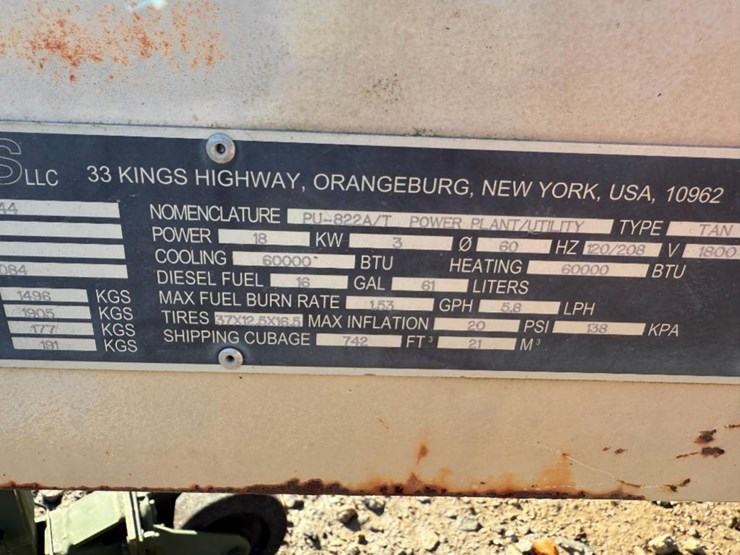 S LLC 33 KINGS HIGHWAY, ORANGEBURG, NEW YORK, USA, 10962
44 NOMENCLATURE PU-822A/T POWER PLANT/UTILITY TYPE TAN
POWER 18 KW 3 Ø 60 HZ 120/208 V 1800
COOLING 60000 BTU HEATING 60000 BTU
084 DIESEL FUEL 16 GAL 61 LITERS
1496 KGS MAX FUEL BURN RATE 1.53 GPH 5.8 LPH
1905 KGS TIRES 37X12.5X16.5 MAX INFLATION 20 PSI 138 KPA
177 KGS SHIPPING CUBAGE 742 FT³ 21 M³
191 KGS